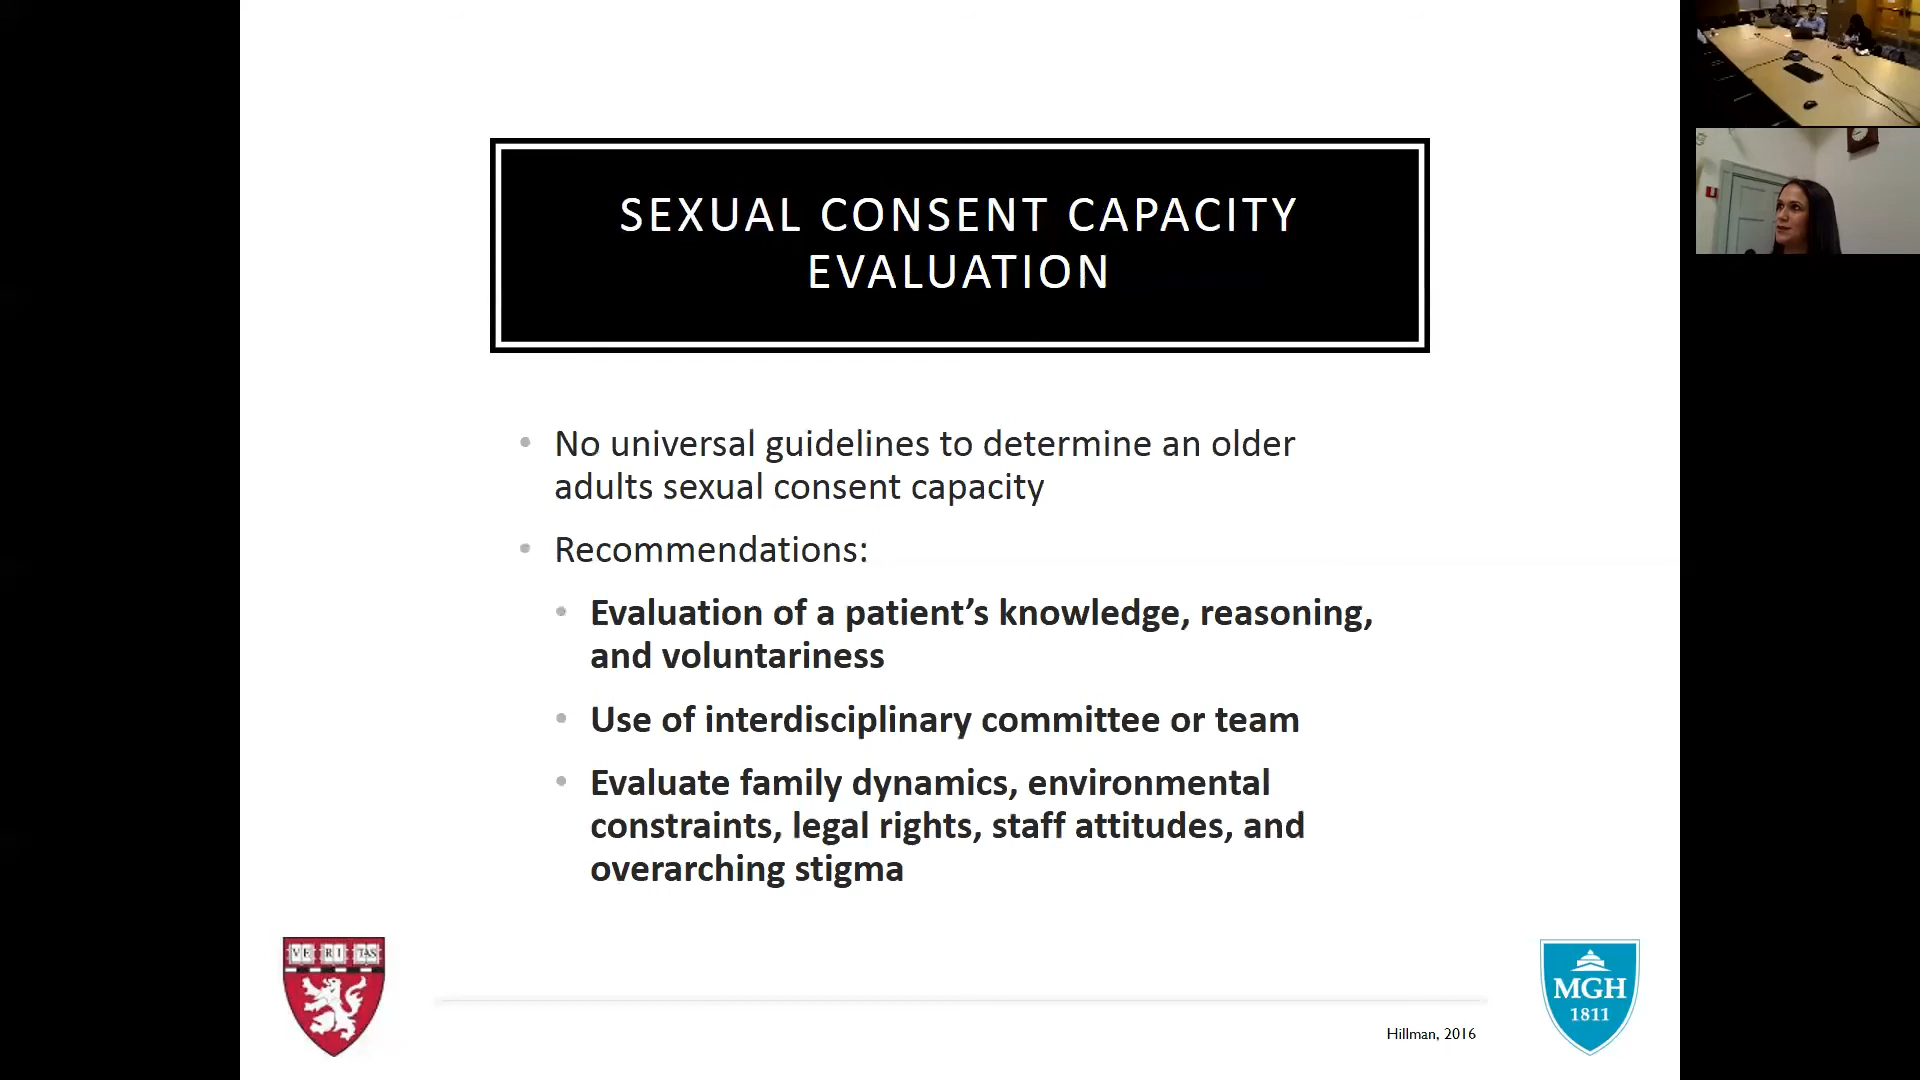 SEXUAL CONSENT CAPACITY
EVALUATION
• No universal guidelines to determine an older
adults sexual consent capacity
• Recommendations:
• Evaluation of a patient’s knowledge, reasoning,
and voluntariness
• Use of interdisciplinary committee or team
• Evaluate family dynamics, environmental
constraints, legal rights, staff attitudes, and
overarching stigma
VE RI TAS
MGH
1811
Hillman, 2016